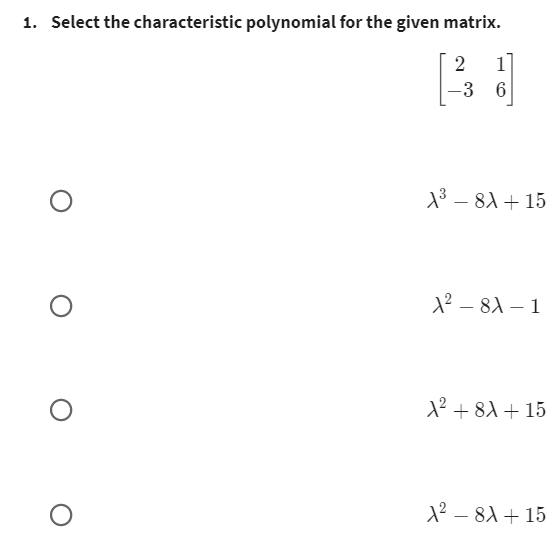 1. Select the characteristic polynomial for the given matrix.
[2 1]
[−3 6]
λ³ − 8λ + 15
λ² − 8λ − 1
λ² + 8λ + 15
λ² − 8λ + 15